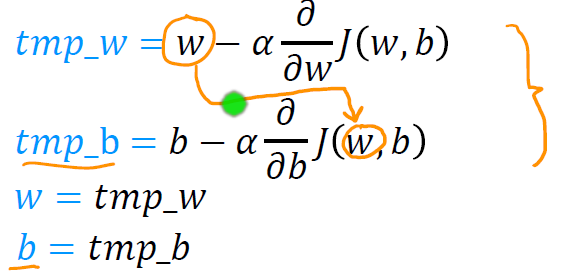 tmp_w = w − α ∂/∂w J(w, b)
tmp_b = b − α ∂/∂b J(w, b)
w = tmp_w
b = tmp_b